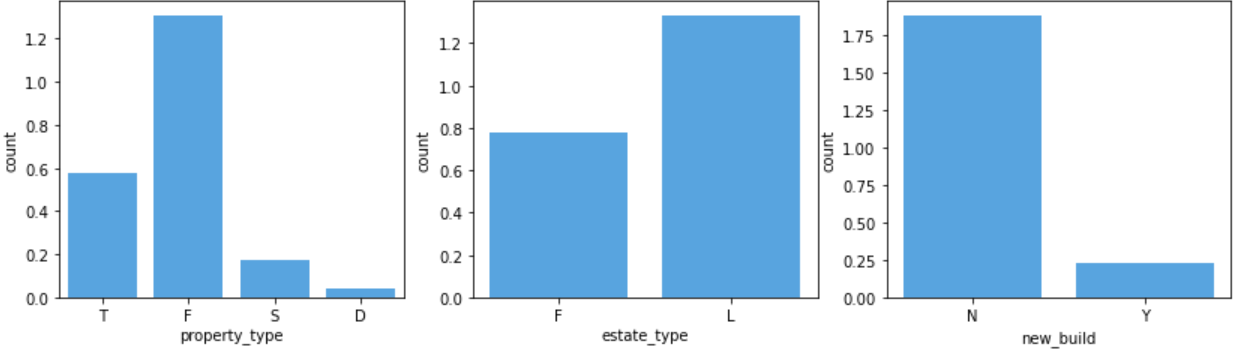 count
1.2
1.0
0.8
0.6
0.4
0.2
0.0
T F S D
property_type
count
1.2
1.0
0.8
0.6
0.4
0.2
0.0
F L
estate_type
count
1.75
1.50
1.25
1.00
0.75
0.50
0.25
0.00
N Y
new_build